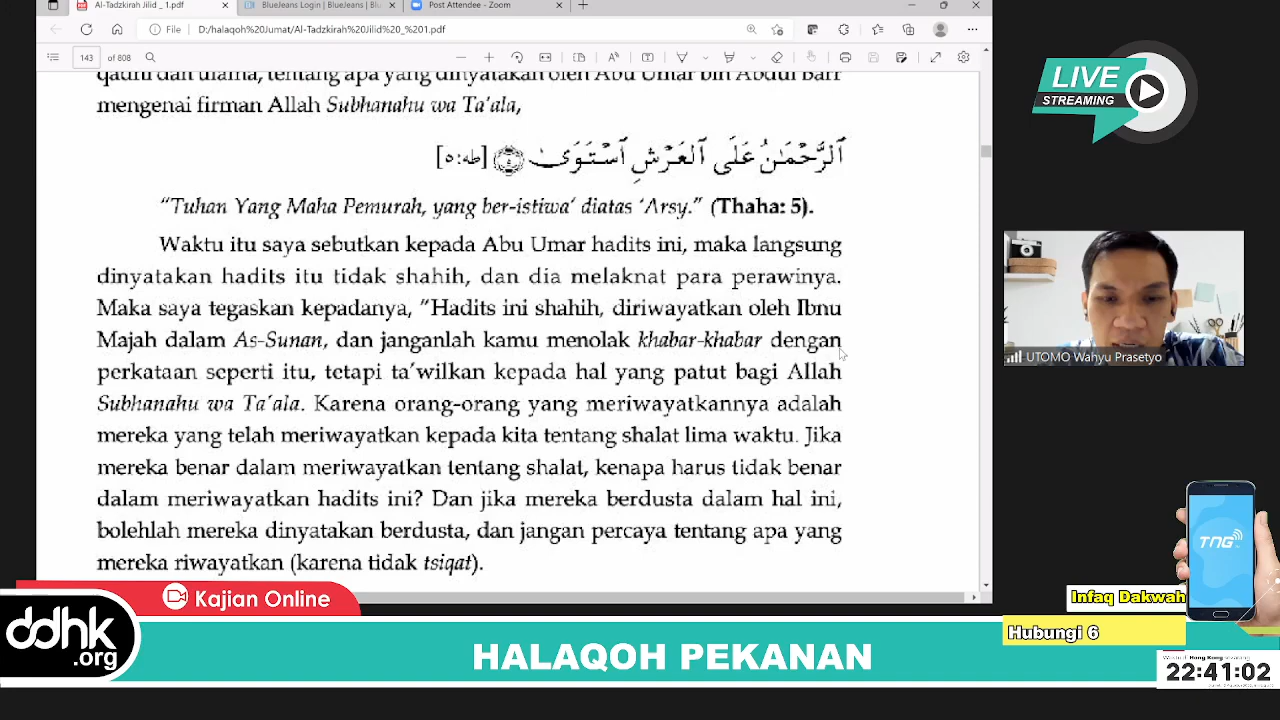 Al-Tadzkirah Jilid _ 1.pdf
BlueJeans Login | BlueJeans | Bu
Post Attendee - Zoom
File
D:/halaqoh%20Jumat/Al-Tadzkirah%20Jilid%20_%201.pdf
143 of 808
mengenai firman Allah Subhanahu wa Ta'ala,
ٱلرَّحْمَـٰنُ عَلَى ٱلْعَرْشِ ٱسْتَوَىٰ ۝٥ [طه:٥]
"Tuhan Yang Maha Pemurah, yang ber-istiwa' diatas 'Arsy." (Thaha: 5).
Waktu itu saya sebutkan kepada Abu Umar hadits ini, maka langsung
dinyatakan hadits itu tidak shahih, dan dia melaknat para perawinya.
Maka saya tegaskan kepadanya, "Hadits ini shahih, diriwayatkan oleh Ibnu
Majah dalam As-Sunan, dan janganlah kamu menolak khabar-khabar dengan
perkataan seperti itu, tetapi ta'wilkan kepada hal yang patut bagi Allah
Subhanahu wa Ta'ala. Karena orang-orang yang meriwayatkannya adalah
mereka yang telah meriwayatkan kepada kita tentang shalat lima waktu. Jika
mereka benar dalam meriwayatkan tentang shalat, kenapa harus tidak benar
dalam meriwayatkan hadits ini? Dan jika mereka berdusta dalam hal ini,
bolehlah mereka dinyatakan berdusta, dan jangan percaya tentang apa yang
mereka riwayatkan (karena tidak tsiqat).
LIVE
STREAMING
UTOMO Wahyu Prasetyo
TNG
Infaq Dakwah
Hubungi 6
Kajian Online
ddhk
.org
HALAQOH PEKANAN
22:41:02